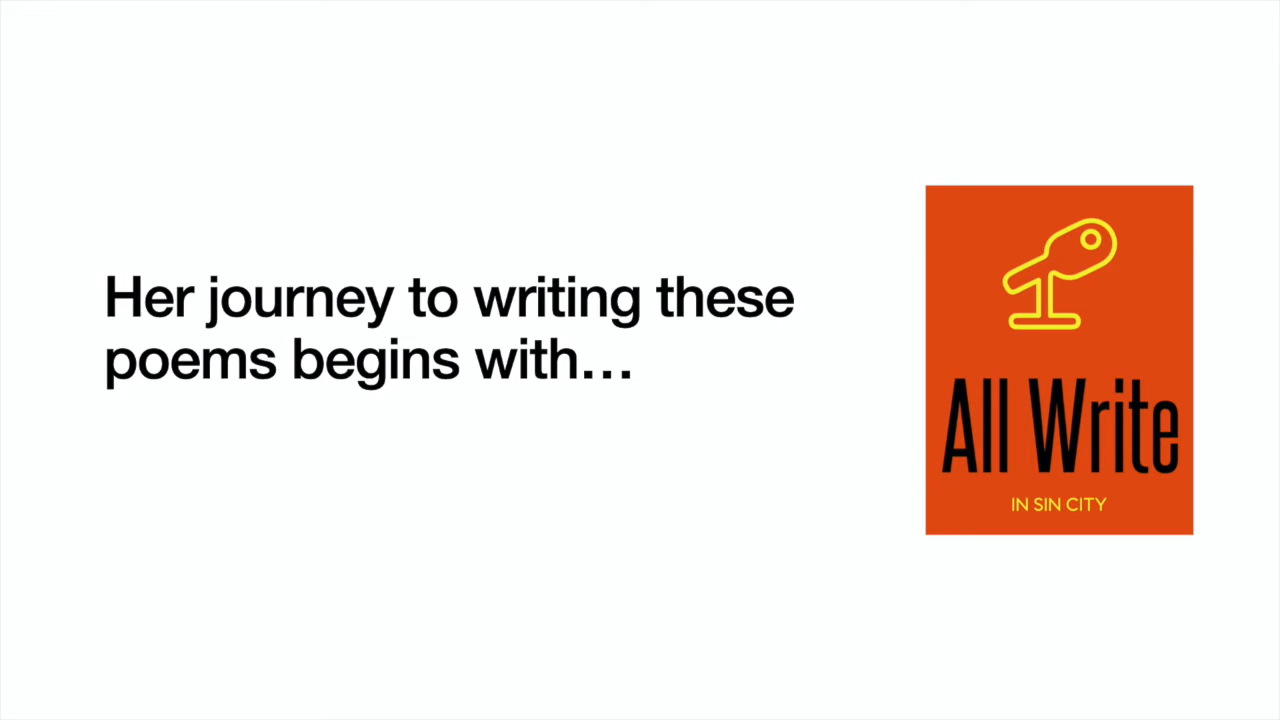 Her journey to writing these
poems begins with…
All Write
IN SIN CITY